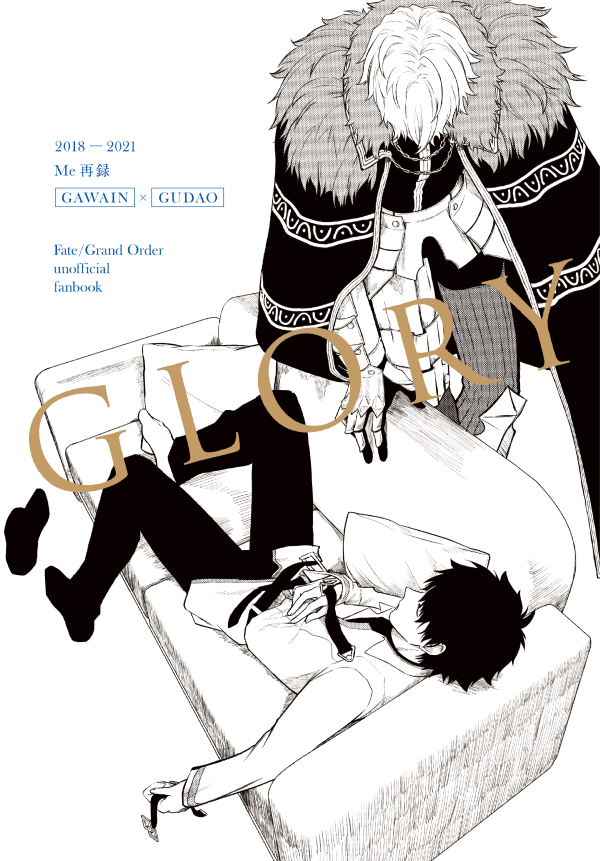 2018 — 2021
Me 再録
GAWAIN × GUDAO
Fate/Grand Order
unofficial
fanbook
GLORY